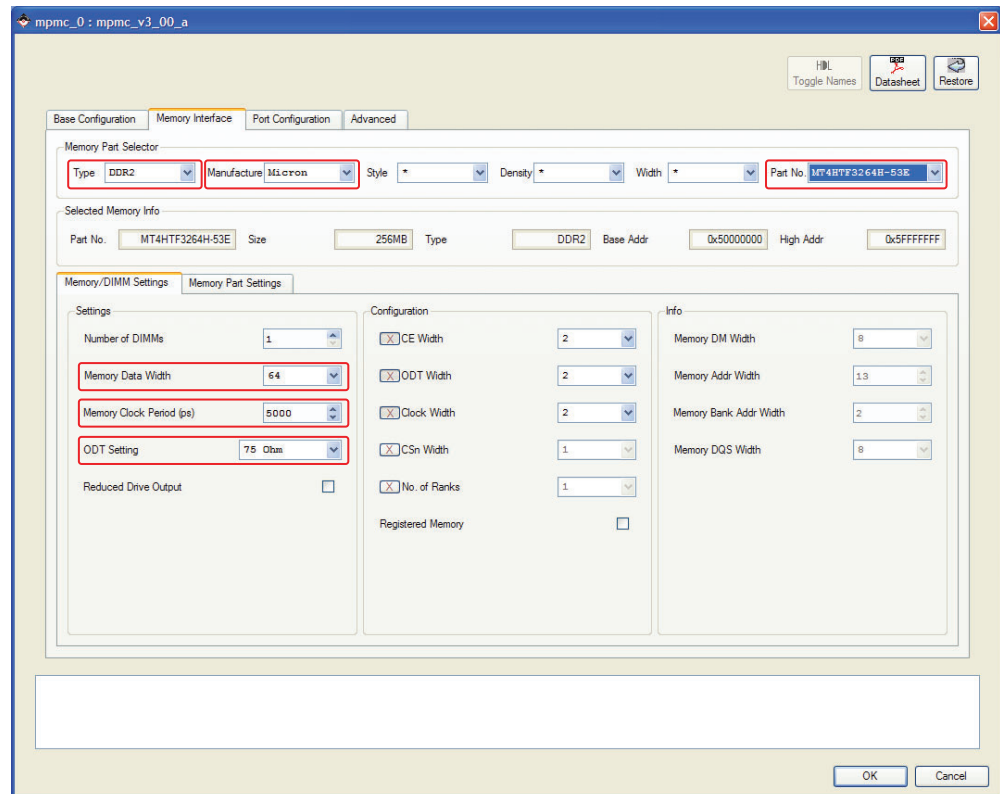 mpmc_0 : mpmc_v3_00_a
HDL
Toggle Names
PDF
Datasheet
Restore
Base Configuration Memory Interface Port Configuration Advanced
Memory Part Selector
Type DDR2 Manufacture Micron Style * Density * Width * Part No. MT4HTF3264H-53E
Selected Memory Info
Part No. MT4HTF3264H-53E Size 256MB Type DDR2 Base Addr 0x50000000 High Addr 0x5FFFFFFF
Memory/DIMM Settings Memory Part Settings
Settings Configuration Info
Number of DIMMs 1 X CE Width 2 Memory DM Width 8
Memory Data Width 64 X ODT Width 2 Memory Addr Width 13
Memory Clock Period (ps) 5000 X Clock Width 2 Memory Bank Addr Width 2
ODT Setting 75 Ohm X CSn Width 1 Memory DQS Width 8
Reduced Drive Output X No. of Ranks 1
Registered Memory
OK Cancel